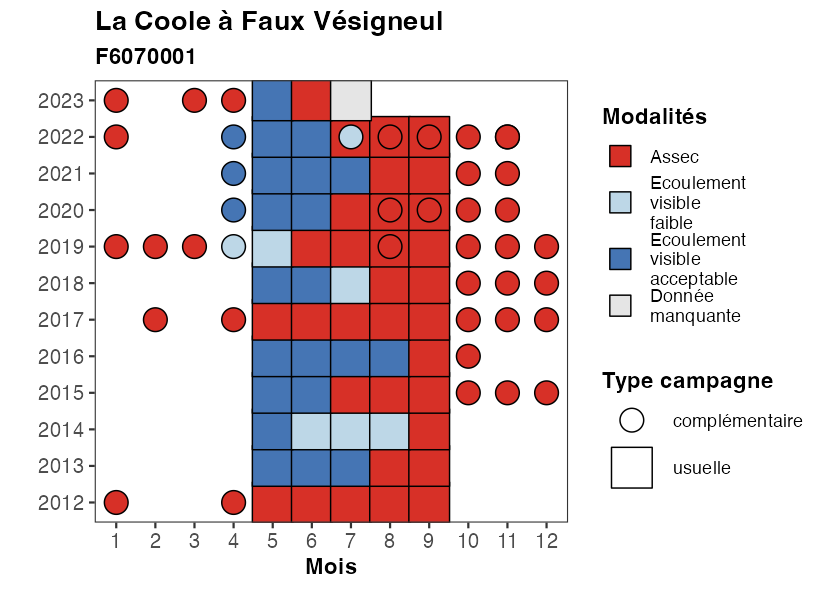 La Coole à Faux Vésigneul
F6070001
2023
2022
2021
2020
2019
2018
2017
2016
2015
2014
2013
2012
1 2 3 4 5 6 7 8 9 10 11 12
Mois
Modalités
Assec
Ecoulement
visible
faible
Ecoulement
visible
acceptable
Donnée
manquante
Type campagne
complémentaire
usuelle